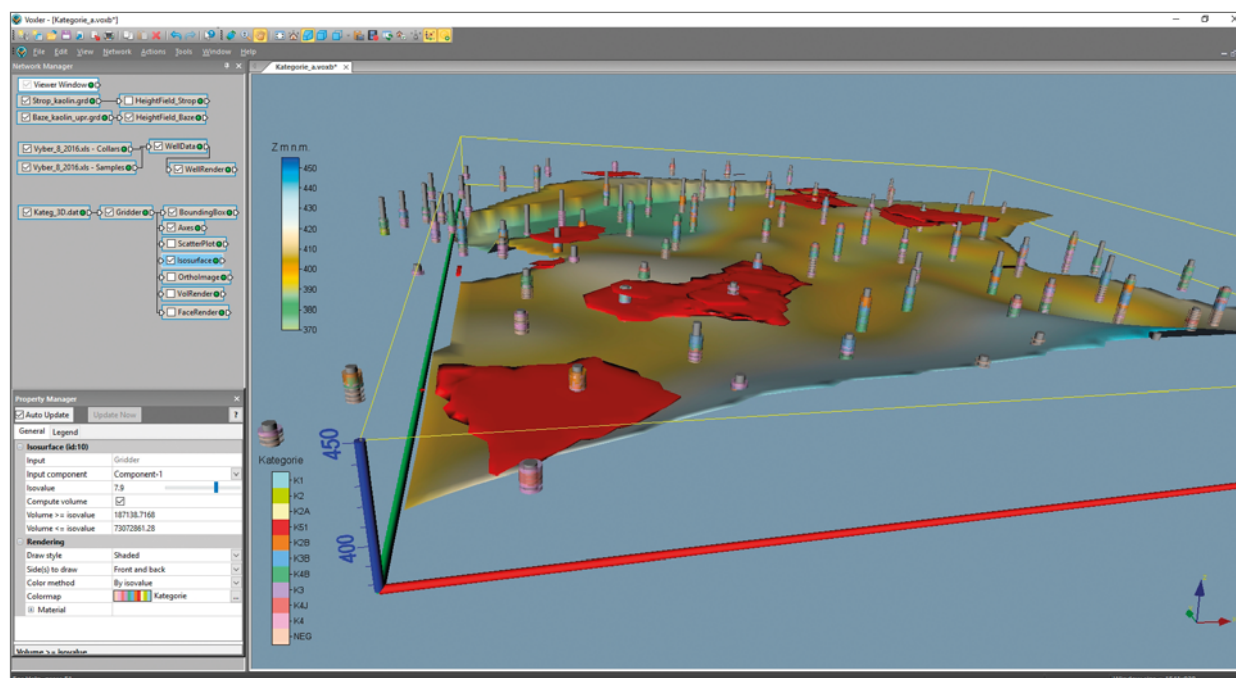 Voxler - [Kategorie_a.voxb*]
File Edit View Network Actions Tools Window Help
Network Manager
Kategorie_a.voxb*
Viewer Window
Strop_kaolin.grd
HeightField_Strop
Baze_kaolin_upr.grd
HeightField_Baze
Vyber_8_2016.xls - Collars
WellData
Vyber_8_2016.xls - Samples
WellRender
Kateg_3D.dat
Gridder
BoundingBox
Axes
ScatterPlot
Isosurface
OrthoImage
VolRender
FaceRender
Z m n.m.
450
440
430
420
410
400
390
380
370
450
400
Kategorie
K1
K2
K2A
K51
K2B
K3B
K4B
K3
K4J
K4
NEG
Property Manager
Auto Update
Update Now
?
General Legend
Isosurface (id:10)
Input Gridder
Input component Component-1
Isovalue 7.9
Compute volume
Volume >= isovalue 187138.7168
Volume <= isovalue 73072861.28
Rendering
Draw style Shaded
Side(s) to draw Front and back
Color method By isovalue
Colormap Kategorie
Material
Volume >= isovalue